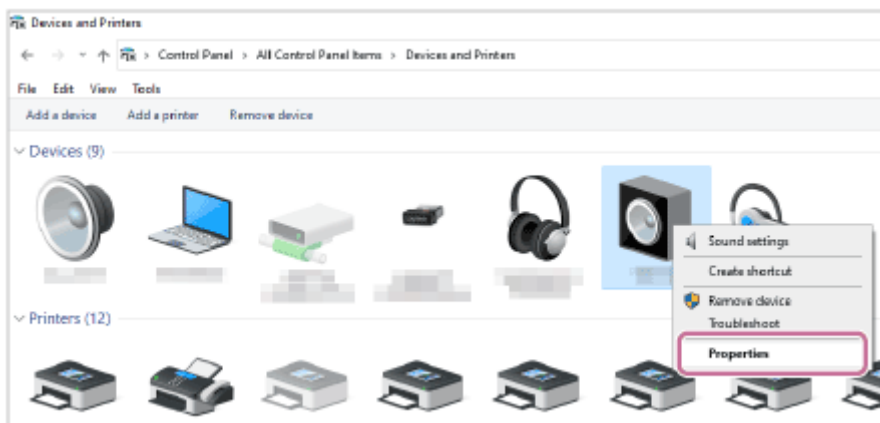 Devices and Printers
Control Panel > All Control Panel Items > Devices and Printers
File Edit View Tools
Add a device Add a printer Remove device
Devices (9)
Sound settings
Create shortcut
Remove device
Troubleshoot
Properties
Printers (12)